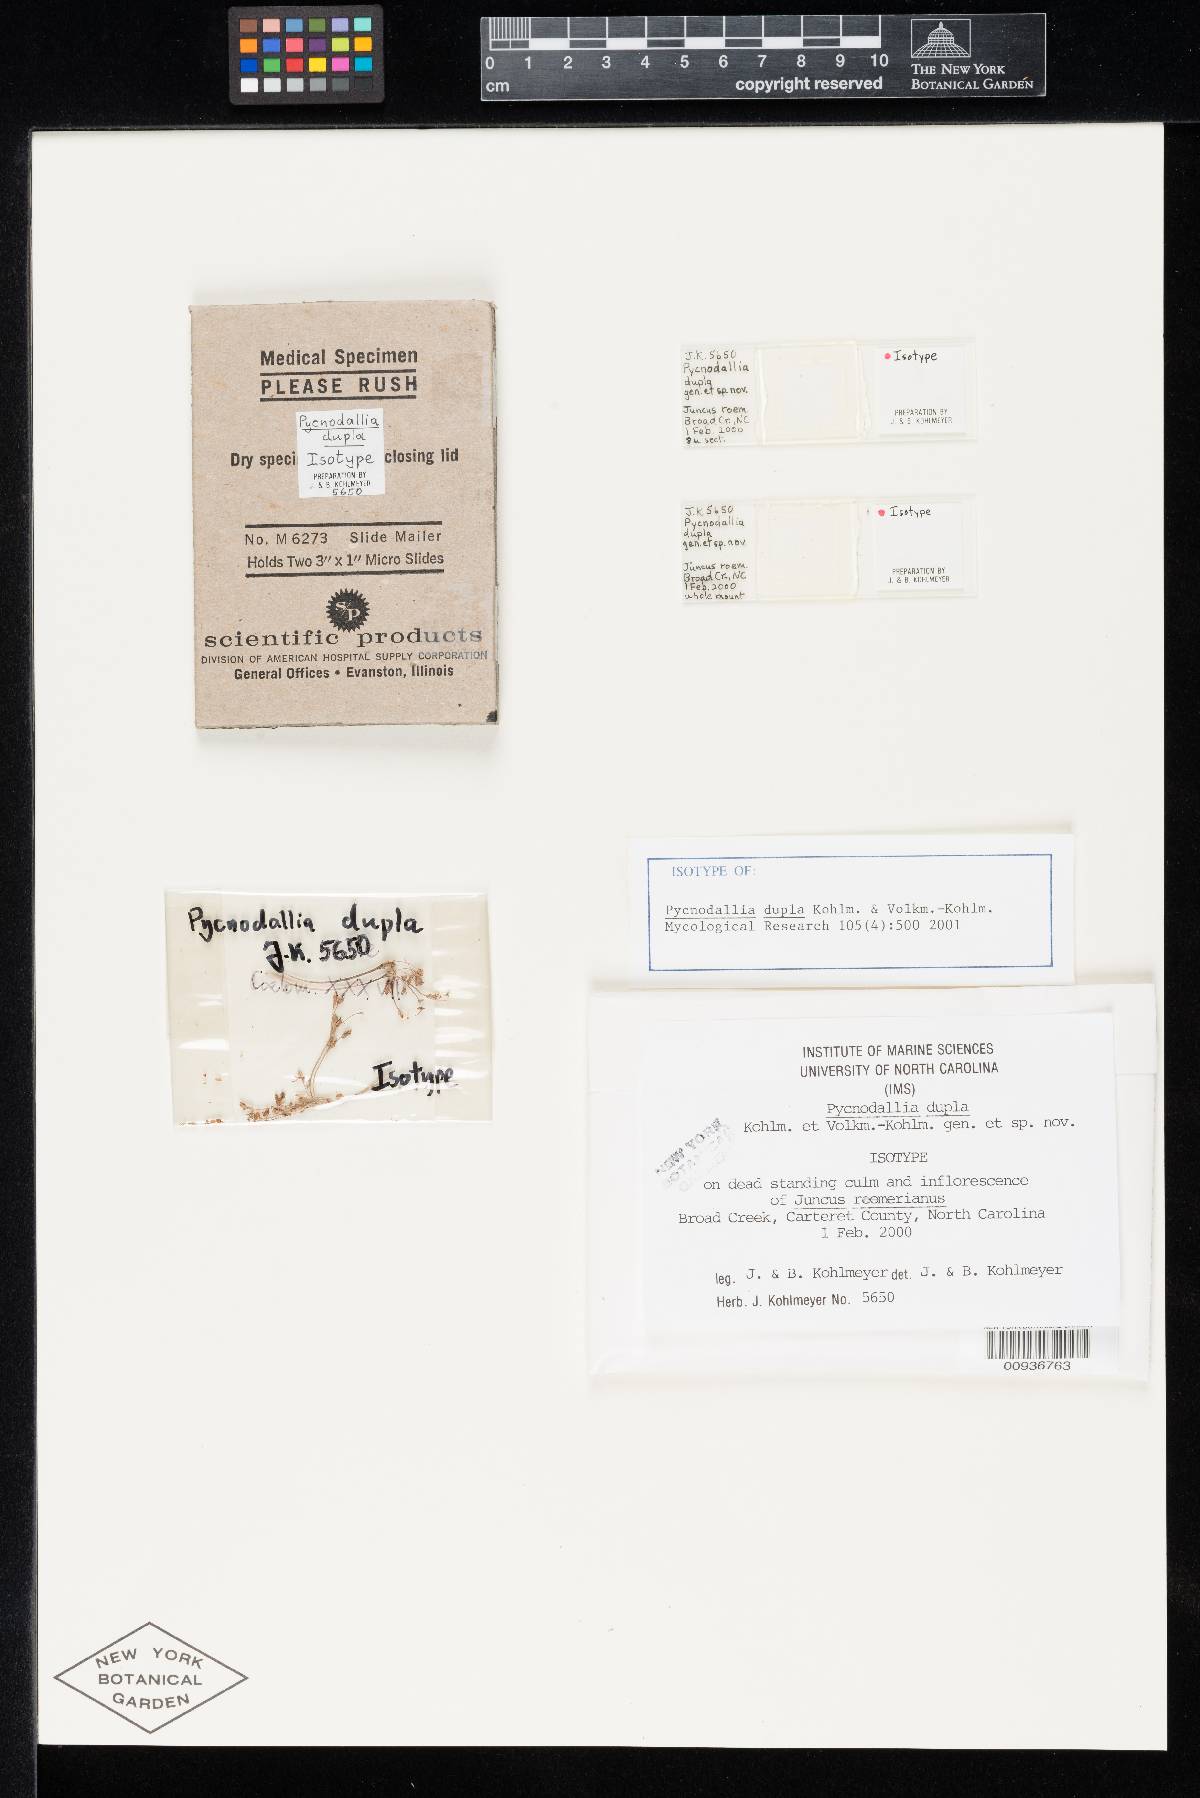 0 1 2 3 4 5 6 7 8 9 10
cm
copyright reserved
THE NEW YORK
BOTANICAL GARDEN
Medical Specimen
PLEASE RUSH
Pycnodallia
dupla
Dry speci Isotype closing lid
PREPARATION BY
J. & B. KOHLMEYER
5650
No. M 6273 Slide Mailer
Holds Two 3" x 1" Micro Slides
S/P
scientific products
DIVISION OF AMERICAN HOSPITAL SUPPLY CORPORATION
General Offices • Evanston, Illinois
J.K. 5650
Pycnodallia
dupla
gen. et sp. nov.
Juncus roem.
Broad Cr., NC
1 Feb. 2000
8µ sect.
Isotype
PREPARATION BY
J. & B. KOHLMEYER
J.K. 5650
Pycnodallia
dupla
gen. et sp. nov
Juncus roem.
Broad Cr., NC
1 Feb. 2000
whole mount
Isotype
PREPARATION BY
J. & B. KOHLMEYER
Pycnodallia dupla
J.K. 5650
Isotype
ISOTYPE OF:
Pycnodallia dupla Kohlm. & Volkm.-Kohlm.
Mycological Research 105(4):500 2001
INSTITUTE OF MARINE SCIENCES
UNIVERSITY OF NORTH CAROLINA
(IMS)
Pycnodallia dupla
Kohlm. et Volkm.-Kohlm. gen. et sp. nov.
NEW YORK
BOTANICAL
ISOTYPE
on dead standing culm and inflorescence
of Juncus roemerianus
Broad Creek, Carteret County, North Carolina
1 Feb. 2000
leg. J. & B. Kohlmeyer det. J. & B. Kohlmeyer
Herb. J. Kohlmeyer No. 5650
00936763
NEW YORK
BOTANICAL
GARDEN